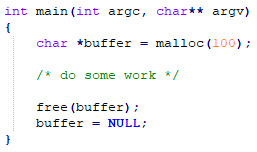 int main(int argc, char** argv)
{
char *buffer = malloc(100);
/* do some work */
free(buffer);
buffer = NULL;
}